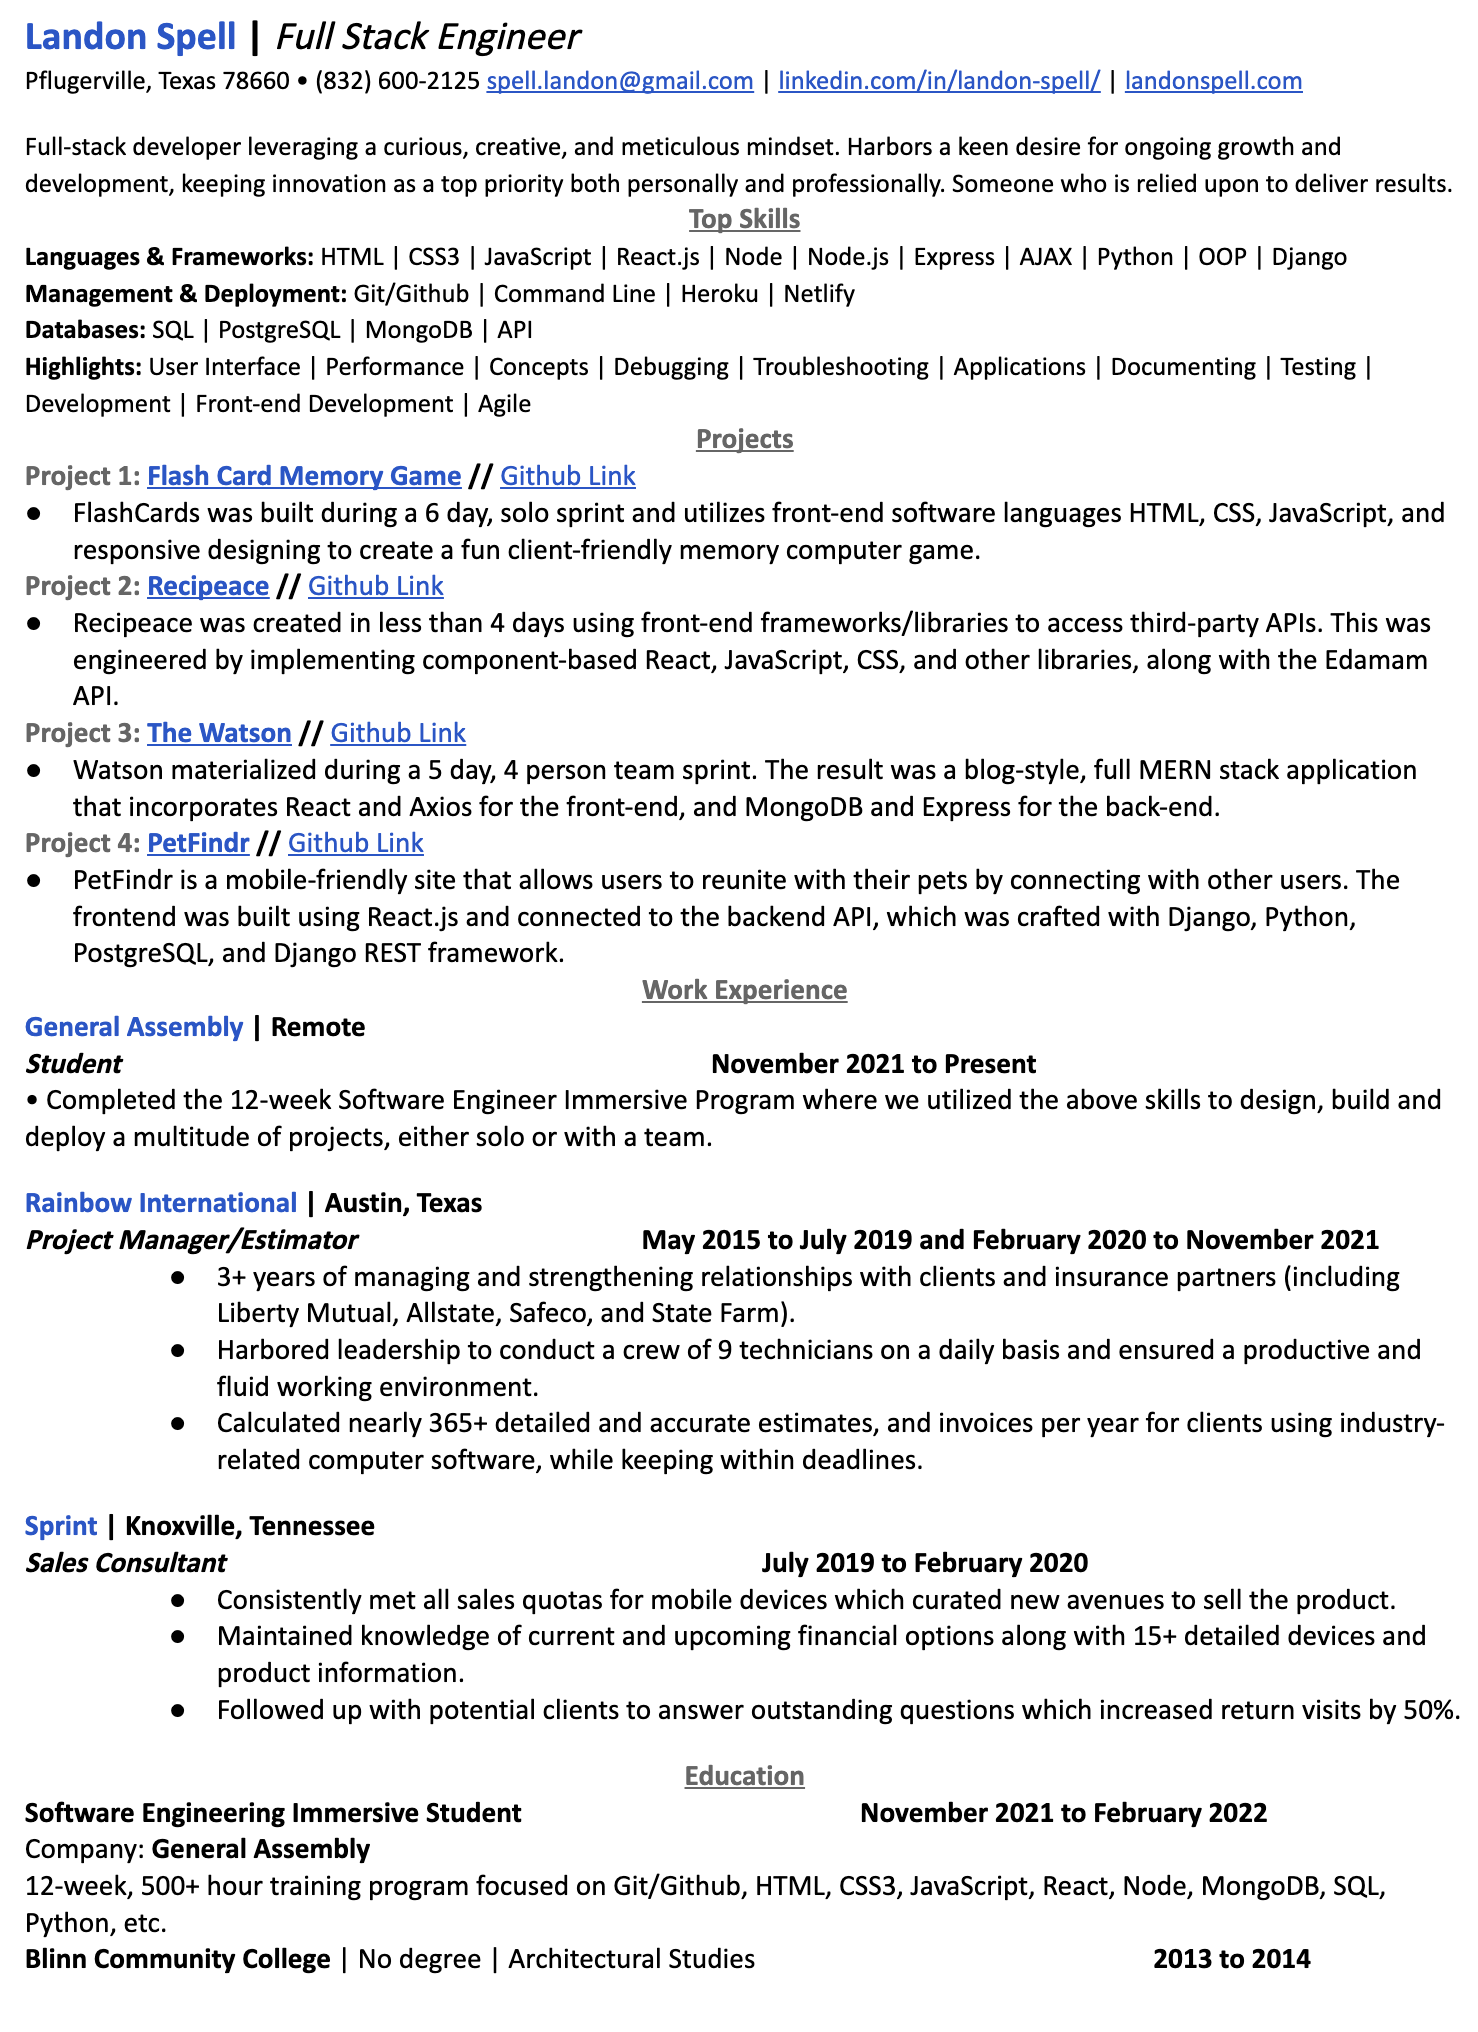 Landon Spell | Full Stack Engineer
Pflugerville, Texas 78660 • (832) 600-2125 spell.landon@gmail.com | linkedin.com/in/landon-spell/ | landonspell.com
Full-stack developer leveraging a curious, creative, and meticulous mindset. Harbors a keen desire for ongoing growth and
development, keeping innovation as a top priority both personally and professionally. Someone who is relied upon to deliver results.
Top Skills
Languages & Frameworks: HTML | CSS3 | JavaScript | React.js | Node | Node.js | Express | AJAX | Python | OOP | Django
Management & Deployment: Git/Github | Command Line | Heroku | Netlify
Databases: SQL | PostgreSQL | MongoDB | API
Highlights: User Interface | Performance | Concepts | Debugging | Troubleshooting | Applications | Documenting | Testing |
Development | Front-end Development | Agile
Projects
Project 1: Flash Card Memory Game // Github Link
● FlashCards was built during a 6 day, solo sprint and utilizes front-end software languages HTML, CSS, JavaScript, and
responsive designing to create a fun client-friendly memory computer game.
Project 2: Recipeace // Github Link
● Recipeace was created in less than 4 days using front-end frameworks/libraries to access third-party APIs. This was
engineered by implementing component-based React, JavaScript, CSS, and other libraries, along with the Edamam
API.
Project 3: The Watson // Github Link
● Watson materialized during a 5 day, 4 person team sprint. The result was a blog-style, full MERN stack application
that incorporates React and Axios for the front-end, and MongoDB and Express for the back-end.
Project 4: PetFindr // Github Link
● PetFindr is a mobile-friendly site that allows users to reunite with their pets by connecting with other users. The
frontend was built using React.js and connected to the backend API, which was crafted with Django, Python,
PostgreSQL, and Django REST framework.
Work Experience
General Assembly | Remote
Student November 2021 to Present
• Completed the 12-week Software Engineer Immersive Program where we utilized the above skills to design, build and
deploy a multitude of projects, either solo or with a team.
Rainbow International | Austin, Texas
Project Manager/Estimator May 2015 to July 2019 and February 2020 to November 2021
● 3+ years of managing and strengthening relationships with clients and insurance partners (including
Liberty Mutual, Allstate, Safeco, and State Farm).
● Harbored leadership to conduct a crew of 9 technicians on a daily basis and ensured a productive and
fluid working environment.
● Calculated nearly 365+ detailed and accurate estimates, and invoices per year for clients using industry-
related computer software, while keeping within deadlines.
Sprint | Knoxville, Tennessee
Sales Consultant July 2019 to February 2020
● Consistently met all sales quotas for mobile devices which curated new avenues to sell the product.
● Maintained knowledge of current and upcoming financial options along with 15+ detailed devices and
product information.
● Followed up with potential clients to answer outstanding questions which increased return visits by 50%.
Education
Software Engineering Immersive Student November 2021 to February 2022
Company: General Assembly
12-week, 500+ hour training program focused on Git/Github, HTML, CSS3, JavaScript, React, Node, MongoDB, SQL,
Python, etc.
Blinn Community College | No degree | Architectural Studies 2013 to 2014